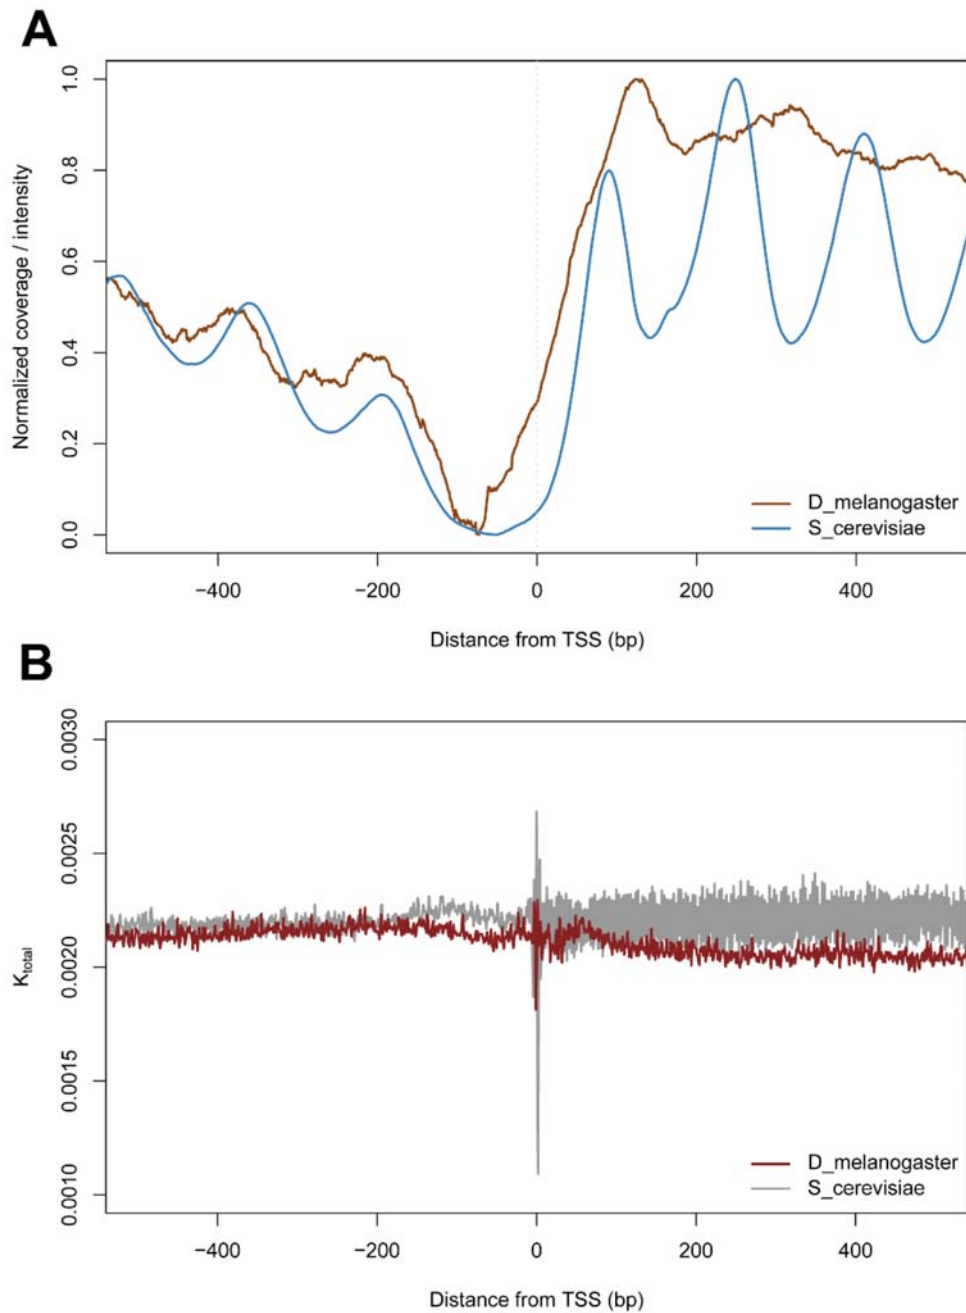 A
Normalized coverage / intensity
1.0
0.8
0.6
0.4
0.2
0.0
D_melanogaster
S_cerevisiae
−400 −200 0 200 400
Distance from TSS (bp)
B
Ktotal
0.0030
0.0025
0.0020
0.0015
0.0010
D_melanogaster
S_cerevisiae
−400 −200 0 200 400
Distance from TSS (bp)